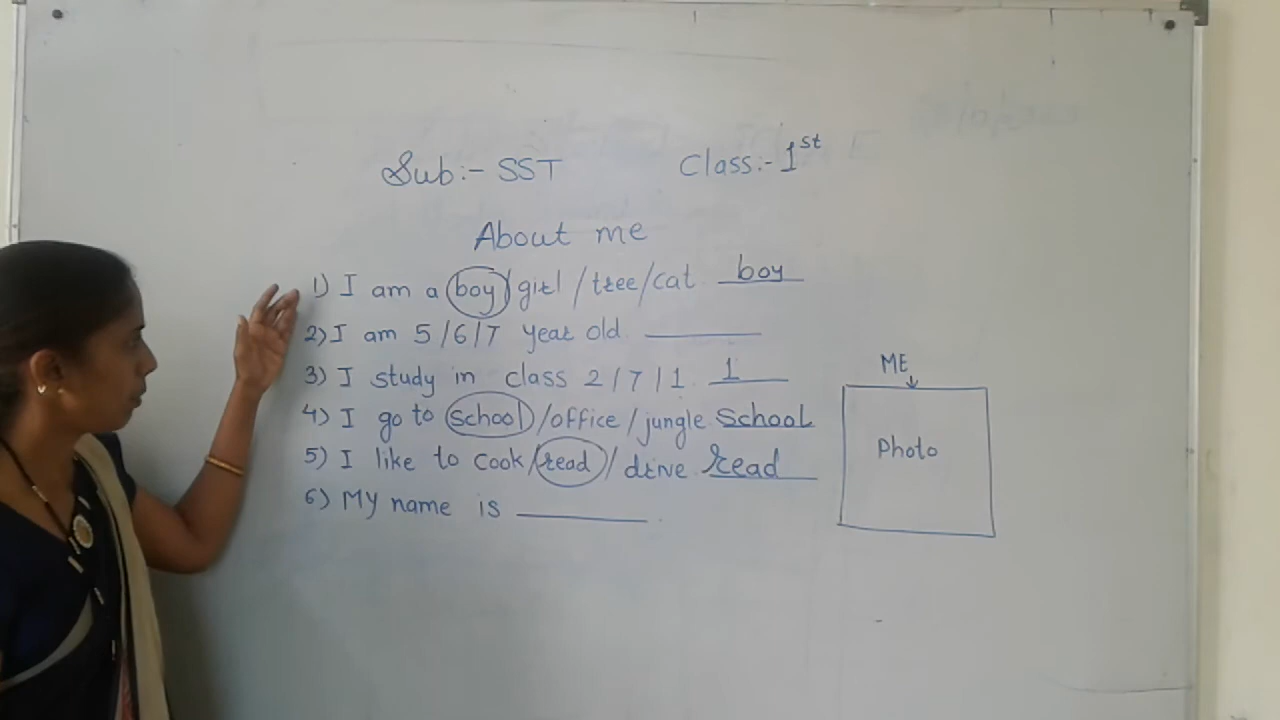 Sub:- SST Class:- 1st
About me
1) I am a boy/girl/tree/cat boy
2) I am 5/6/7 year old
3) I study in class 2/7/1. 1
4) I go to school/office/jungle School
5) I like to cook/read/drive read
6) My name is
ME
Photo